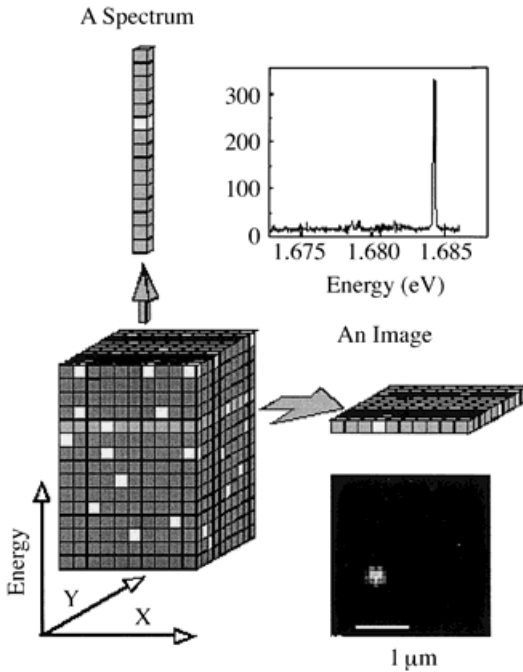 A Spectrum
300
200
100
0
1.675 1.680 1.685
Energy (eV)
An Image
Energy
Y
X
1 μm